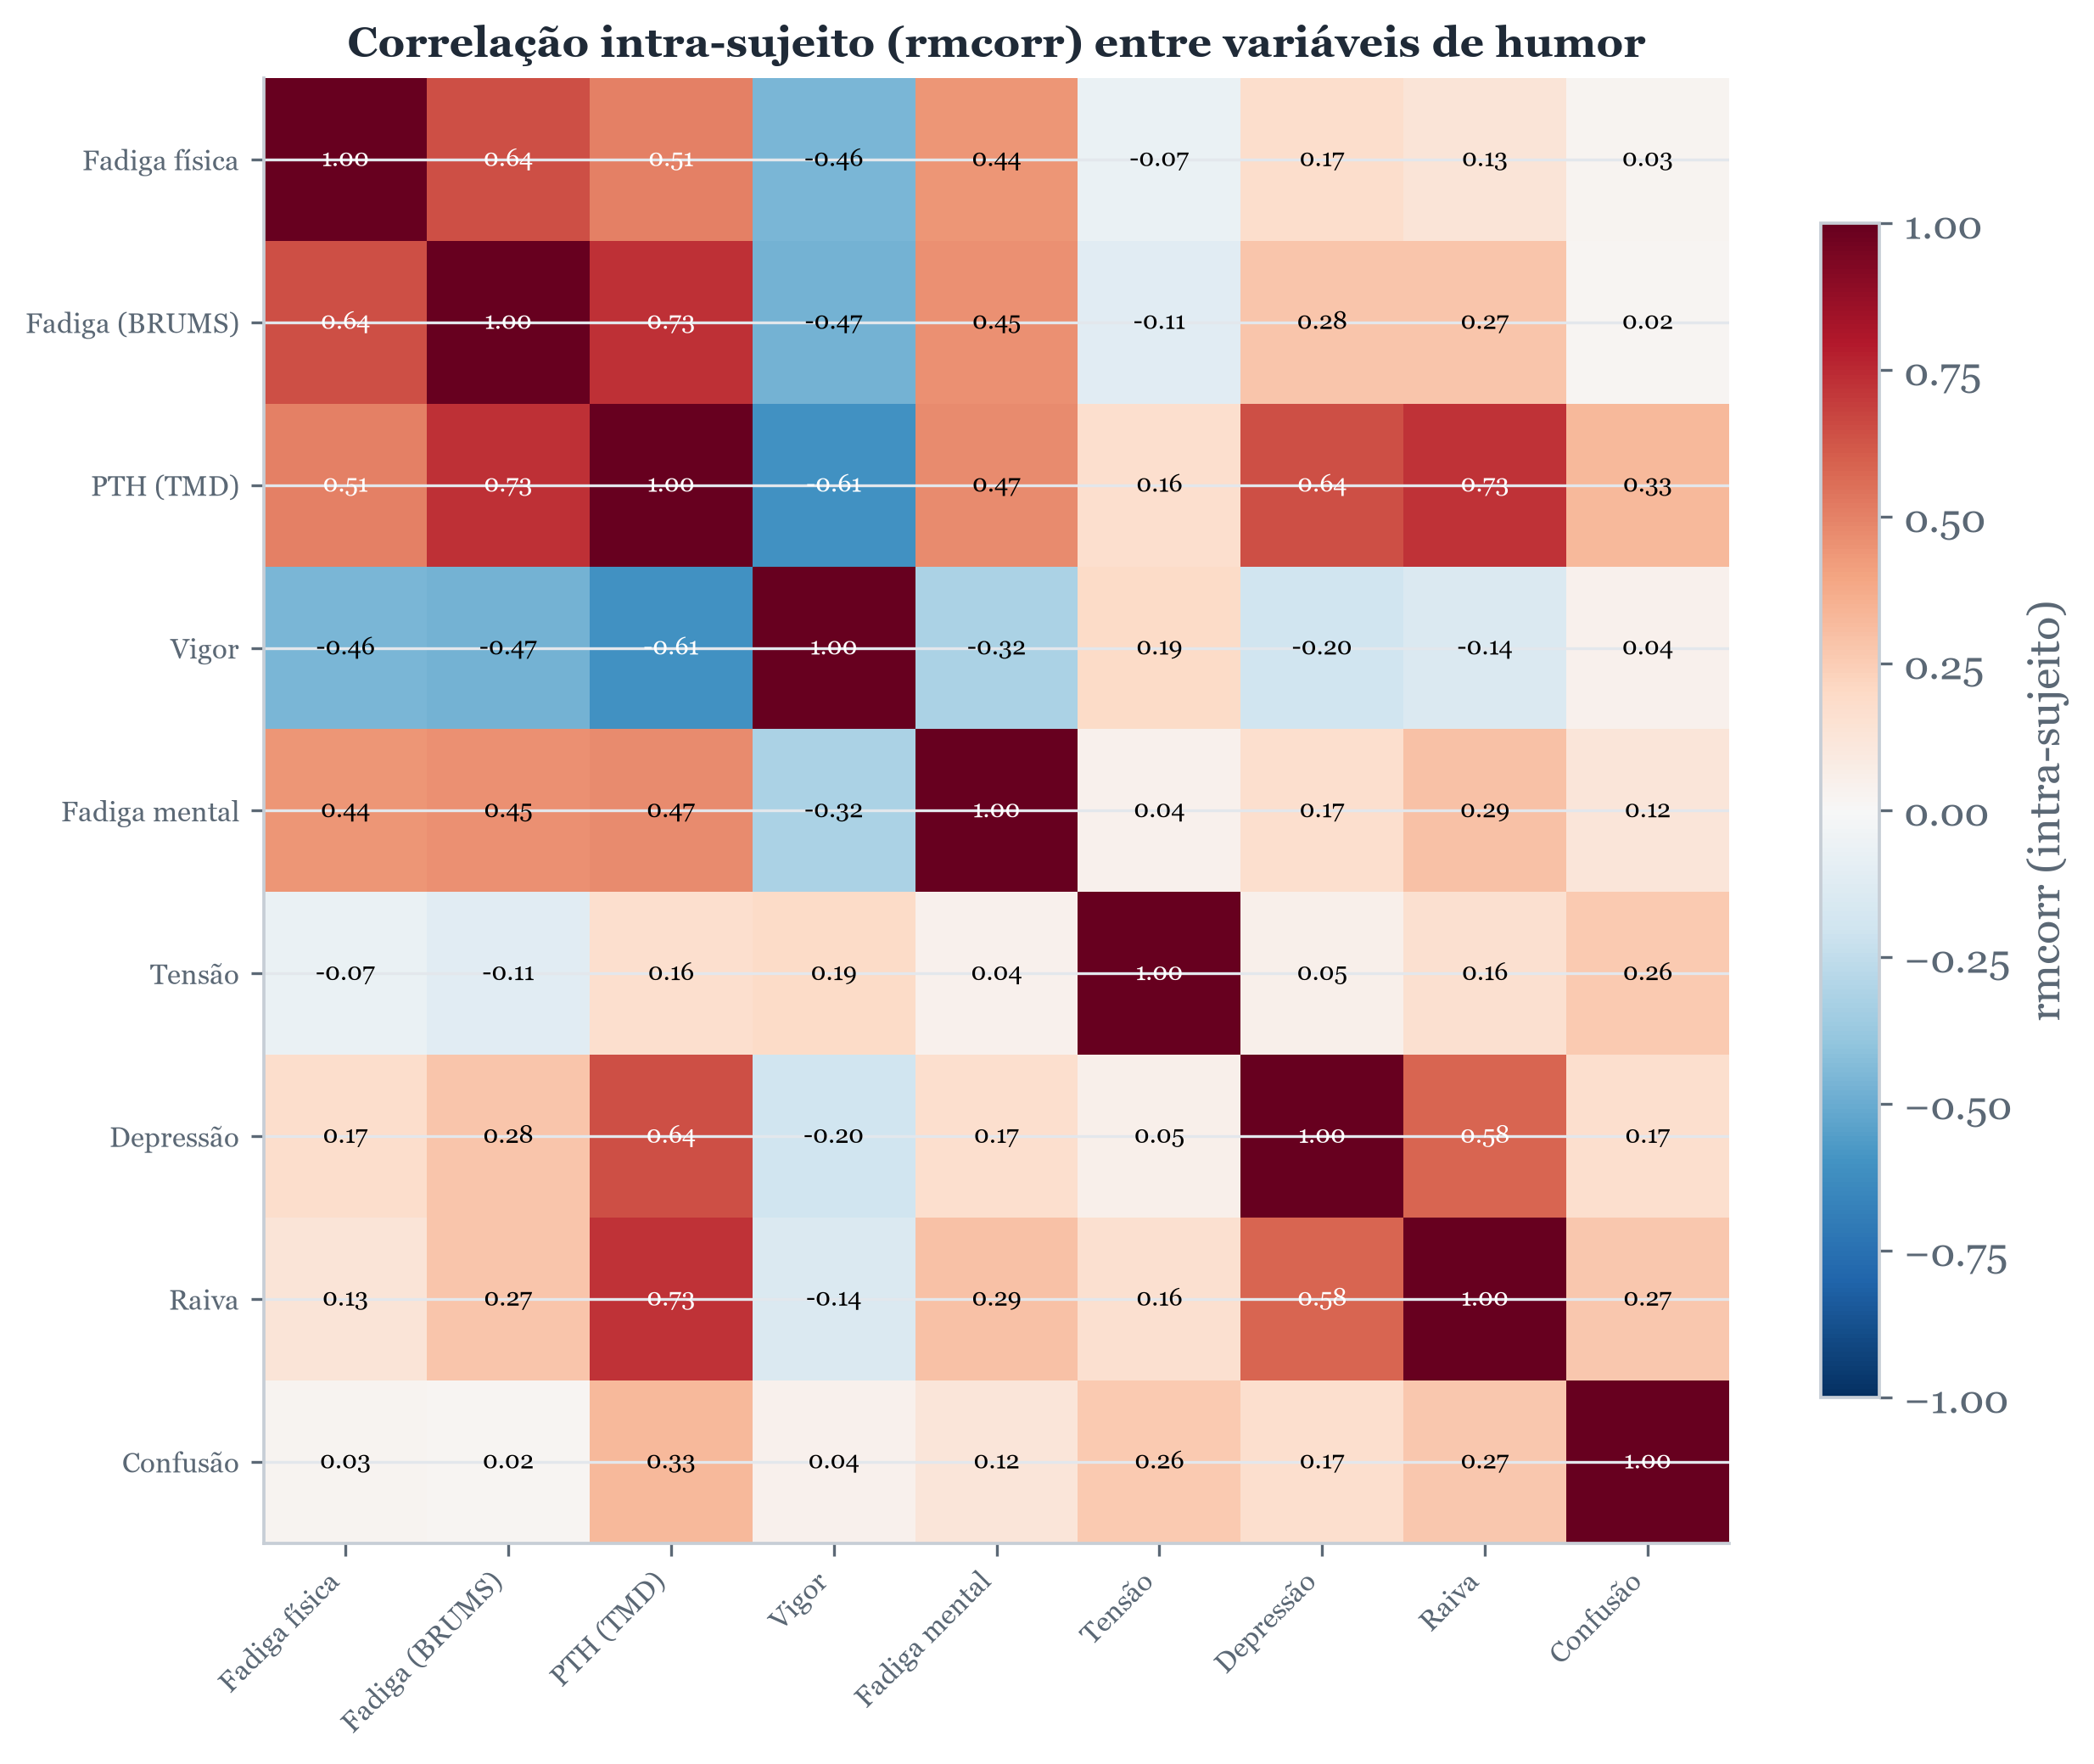 Correlação intra-sujeito (rmcorr) entre variáveis de humor
Fadiga física 1.00 0.64 0.51 -0.46 0.44 -0.07 0.17 0.13 0.03
Fadiga (BRUMS) 0.64 1.00 0.73 -0.47 0.45 -0.11 0.28 0.27 0.02
PTH (TMD) 0.51 0.73 1.00 -0.61 0.47 0.16 0.64 0.73 0.33
Vigor -0.46 -0.47 -0.61 1.00 -0.32 0.19 -0.20 -0.14 0.04
Fadiga mental 0.44 0.45 0.47 -0.32 1.00 0.04 0.17 0.29 0.12
Tensão -0.07 -0.11 0.16 0.19 0.04 1.00 0.05 0.16 0.26
Depressão 0.17 0.28 0.64 -0.20 0.17 0.05 1.00 0.58 0.17
Raiva 0.13 0.27 0.73 -0.14 0.29 0.16 0.58 1.00 0.27
Confusão 0.03 0.02 0.33 0.04 0.12 0.26 0.17 0.27 1.00
Fadiga física
Fadiga (BRUMS)
PTH (TMD)
Vigor
Fadiga mental
Tensão
Depressão
Raiva
Confusão
1.00
0.75
0.50
0.25
0.00
−0.25
−0.50
−0.75
−1.00
rmcorr (intra-sujeito)